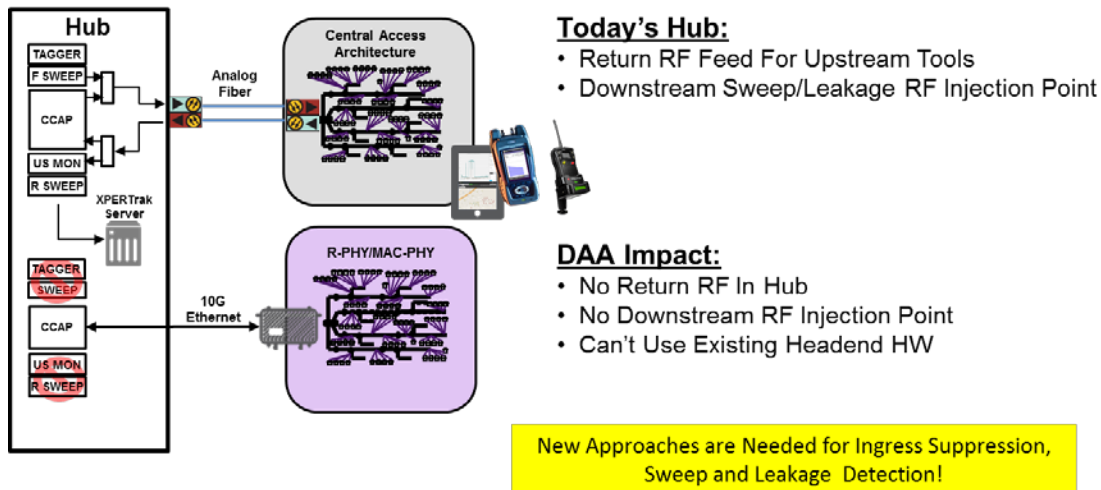 Hub
TAGGER
F SWEEP
CCAP
US MON
R SWEEP
XPERTrak
Server
TAGGER
SWEEP
CCAP
US MON
R SWEEP
Analog
Fiber
Central Access
Architecture
10G
Ethernet
R-PHY/MAC-PHY
Today's Hub:
• Return RF Feed For Upstream Tools
• Downstream Sweep/Leakage RF Injection Point
DAA Impact:
• No Return RF In Hub
• No Downstream RF Injection Point
• Can't Use Existing Headend HW
New Approaches are Needed for Ingress Suppression,
Sweep and Leakage Detection!